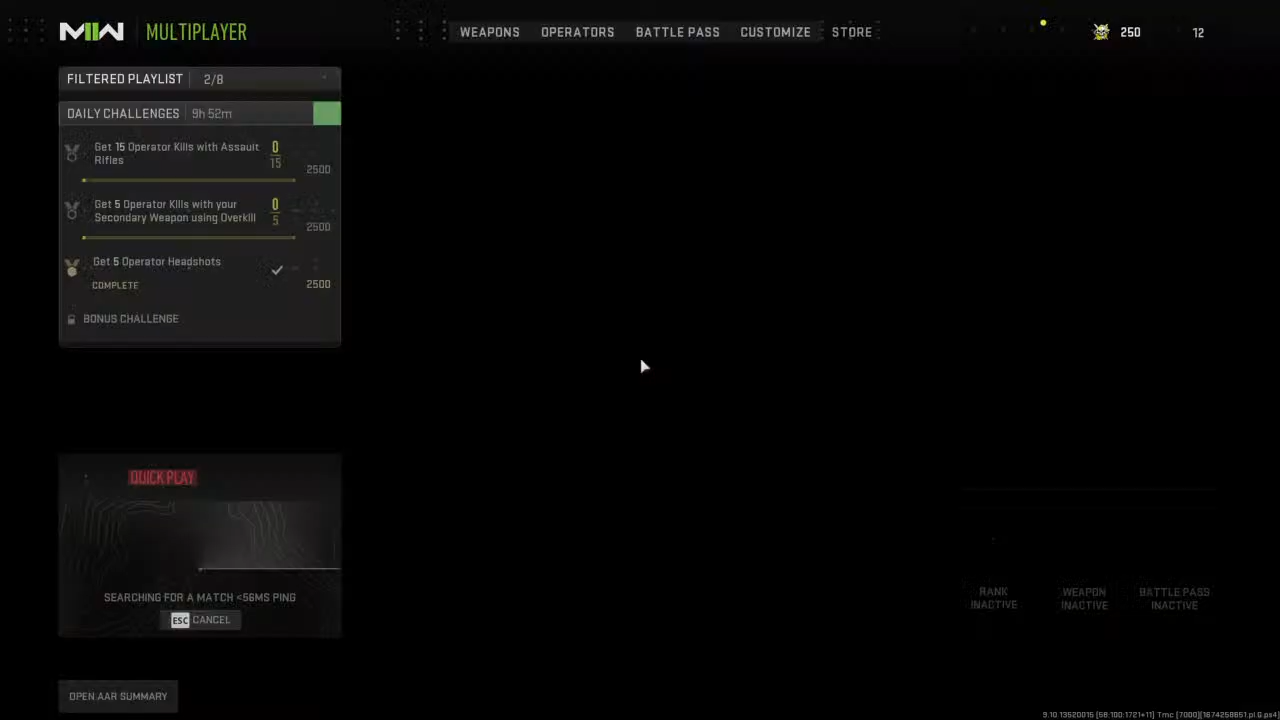 MWII MULTIPLAYER
WEAPONS OPERATORS BATTLE PASS CUSTOMIZE STORE
250 12
FILTERED PLAYLIST 2/8
DAILY CHALLENGES 9h 52m
Get 15 Operator Kills with Assault
Rifles
0
15
2500
Get 5 Operator Kills with your
Secondary Weapon using Overkill
0
5
2500
Get 5 Operator Headshots
COMPLETE
2500
BONUS CHALLENGE
QUICK PLAY
SEARCHING FOR A MATCH <56MS PING
ESC CANCEL
RANK
INACTIVE
WEAPON
INACTIVE
BATTLE PASS
INACTIVE
OPEN AAR SUMMARY